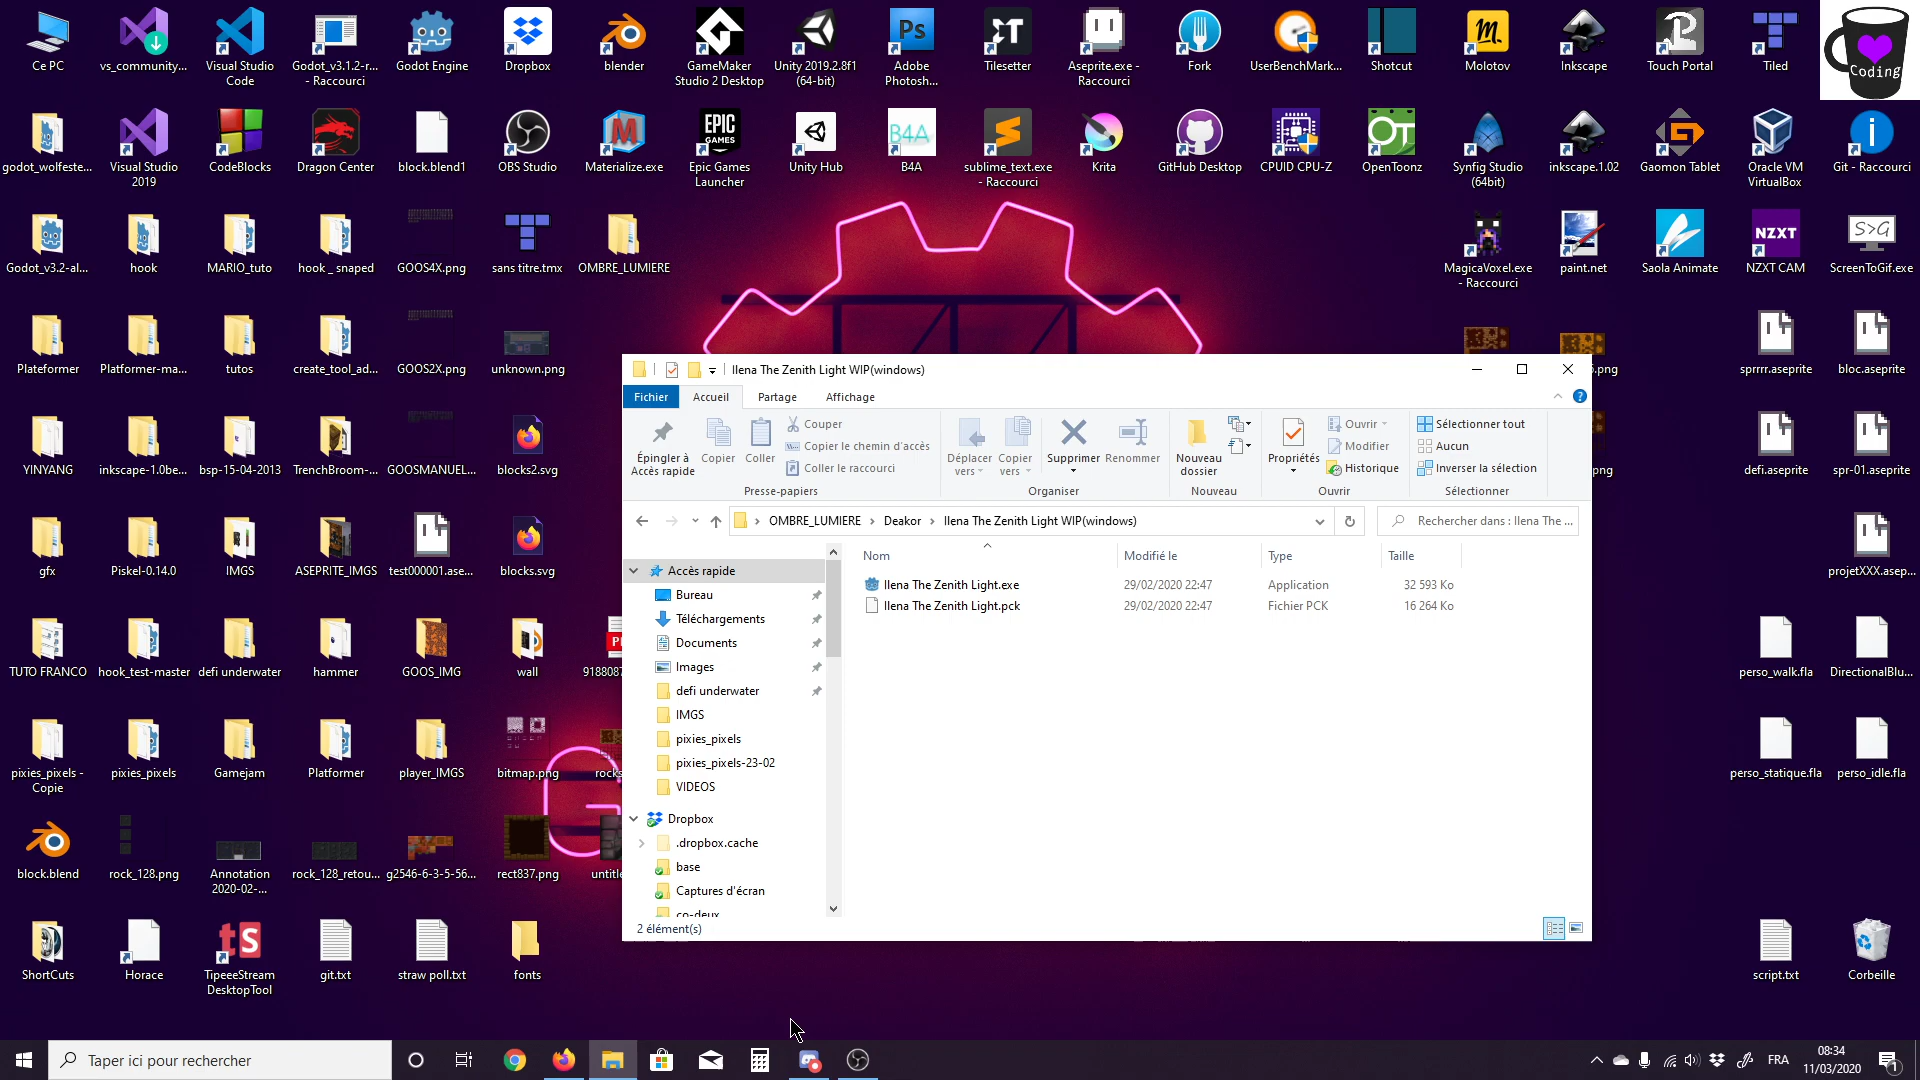 Ce PC
vs_community...
Visual Studio
Code
Godot_v3.1.2-r...
- Raccourci
Godot Engine
Dropbox
blender
GameMaker
Studio 2 Desktop
Unity 2019.2.8f1
(64-bit)
Ps
Adobe
Photosh...
Tilesetter
Aseprite.exe -
Raccourci
Fork
UserBenchMark...
Shotcut
Molotov
Inkscape
Touch Portal
Tiled
Coding
godot_wolfeste...
Visual Studio
2019
CodeBlocks
Dragon Center
block.blend1
OBS Studio
Materialize.exe
EPIC
GAMES
Epic Games
Launcher
Unity Hub
B4A
B4A
sublime_text.exe
- Raccourci
Krita
GitHub Desktop
CPUID CPU-Z
OpenToonz
Synfig Studio
(64bit)
inkscape.1.02
Gaomon Tablet
Oracle VM
VirtualBox
Git - Raccourci
Godot_v3.2-al...
hook
MARIO_tuto
hook _ snaped
GOOS4X.png
sans titre.tmx
OMBRE_LUMIERE
MagicaVoxel.exe
- Raccourci
paint.net
Saola Animate
NZXT
NZXT CAM
S>G
ScreenToGif.exe
Plateformer
Platformer-ma...
tutos
create_tool_ad...
GOOS2X.png
unknown.png
sprrrr.aseprite
bloc.aseprite
YINYANG
inkscape-1.0be...
bsp-15-04-2013
TrenchBroom-...
GOOSMANUEL...
blocks2.svg
defi.aseprite
spr-01.aseprite
gfx
Piskel-0.14.0
IMGS
ASEPRITE_IMGS
test000001.ase...
blocks.svg
projetXXX.asep...
TUTO FRANCO
hook_test-master
defi underwater
hammer
GOOS_IMG
wall
perso_walk.fla
DirectionalBlu...
pixies_pixels -
Copie
pixies_pixels
Gamejam
Platformer
player_IMGS
bitmap.png
perso_statique.fla
perso_idle.fla
block.blend
rock_128.png
Annotation
2020-02-...
rock_128_retou...
g2546-6-3-5-56...
rect837.png
ShortCuts
Horace
TipeeeStream
DesktopTool
git.txt
straw poll.txt
fonts
script.txt
Corbeille
Ilena The Zenith Light WIP(windows)
Fichier
Accueil
Partage
Affichage
Épingler à
Accès rapide
Copier
Coller
Couper
Copier le chemin d'accès
Coller le raccourci
Presse-papiers
Déplacer
vers
Copier
vers
Supprimer
Renommer
Organiser
Nouveau
dossier
Nouveau
Propriétés
Ouvrir
Modifier
Historique
Ouvrir
Sélectionner tout
Aucun
Inverser la sélection
Sélectionner
OMBRE_LUMIERE
Deakor
Ilena The Zenith Light WIP(windows)
Rechercher dans : Ilena The ...
Nom
Modifié le
Type
Taille
Ilena The Zenith Light.exe
29/02/2020 22:47
Application
32 593 Ko
Ilena The Zenith Light.pck
29/02/2020 22:47
Fichier PCK
16 264 Ko
Accès rapide
Bureau
Téléchargements
Documents
Images
defi underwater
IMGS
pixies_pixels
pixies_pixels-23-02
VIDEOS
Dropbox
.dropbox.cache
base
Captures d'écran
co-deux
2 élément(s)
Taper ici pour rechercher
FRA
08:34
11/03/2020